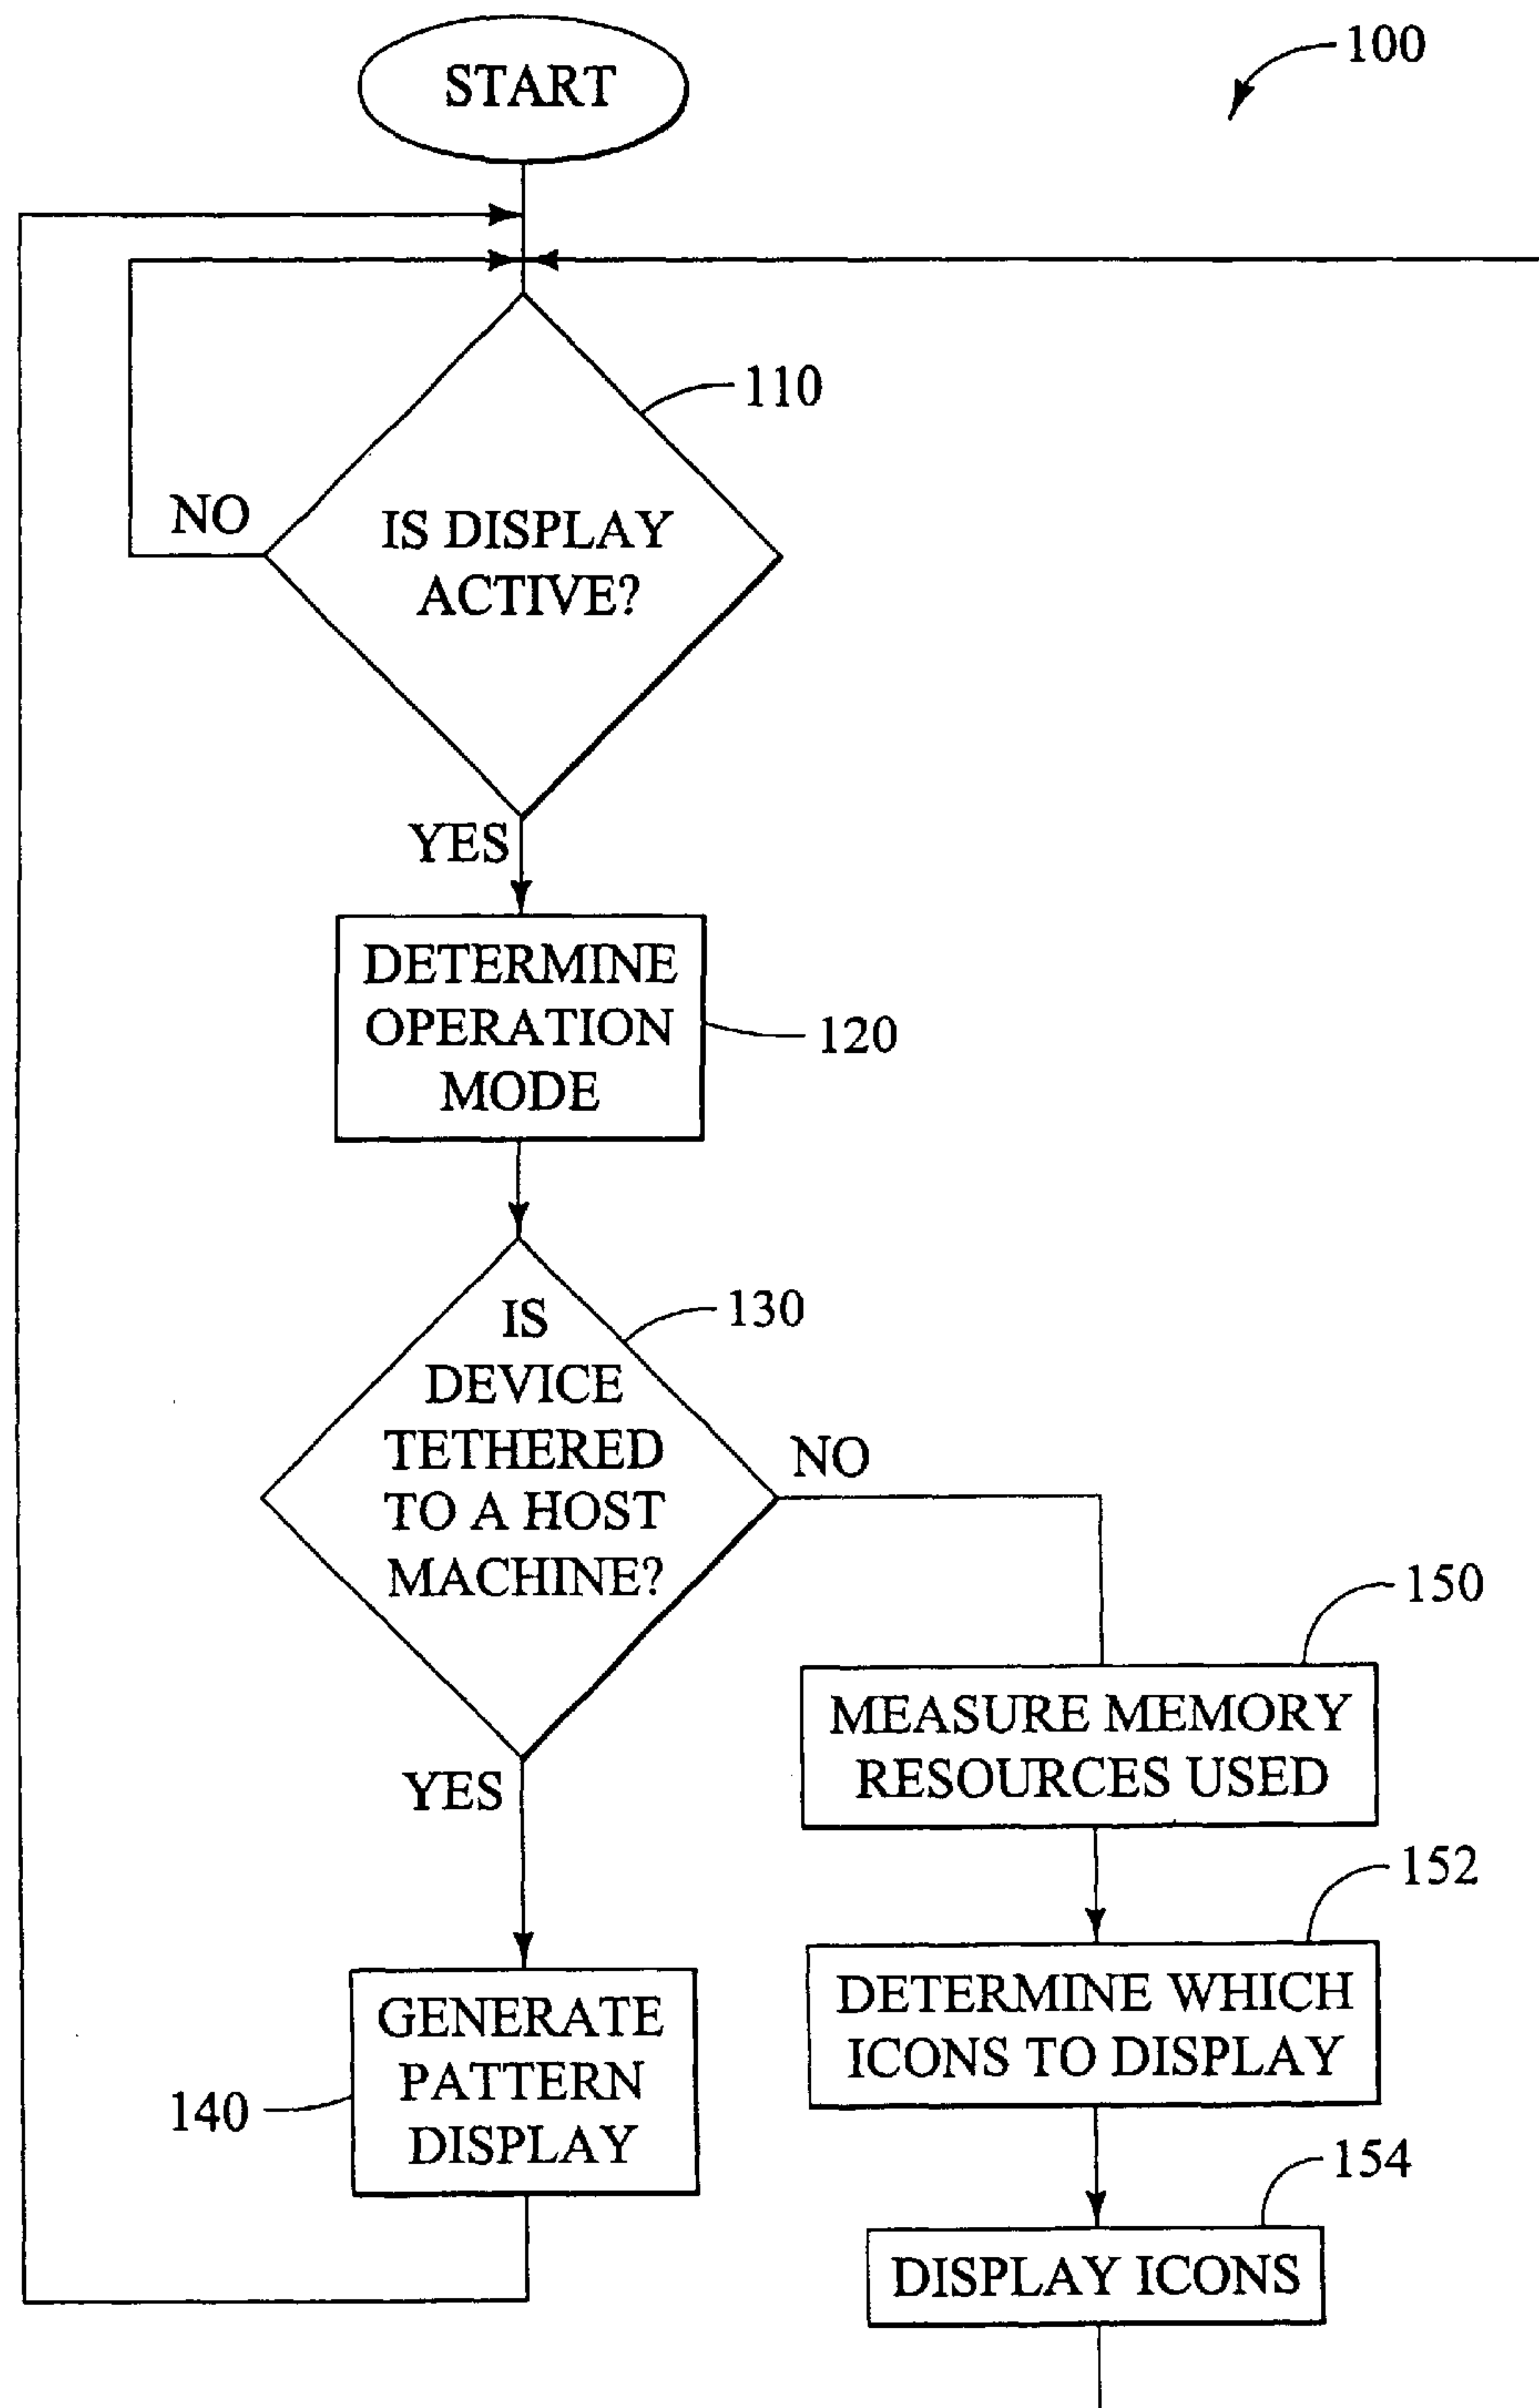 START
100
110
NO
IS DISPLAY
ACTIVE?
YES
DETERMINE
OPERATION
MODE
120
IS
DEVICE
TETHERED
TO A HOST
MACHINE?
130
NO
YES
150
MEASURE MEMORY
RESOURCES USED
152
DETERMINE WHICH
ICONS TO DISPLAY
GENERATE
PATTERN
DISPLAY
140
154
DISPLAY ICONS